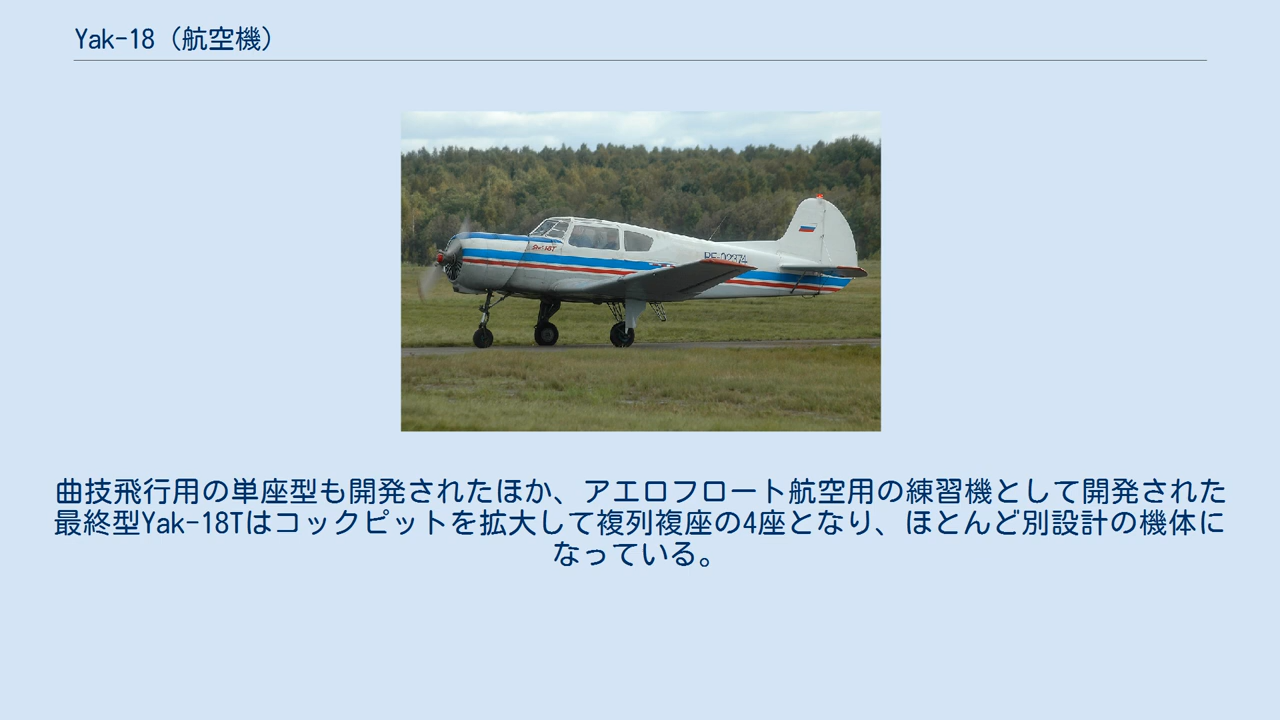 Yak-18（航空機）
RF-02374
曲技飛行用の単座型も開発されたほか、アエロフロート航空用の練習機として開発された
最終型Yak-18Tはコックピットを拡大して複列複座の4座となり、ほとんど別設計の機体に
なっている。